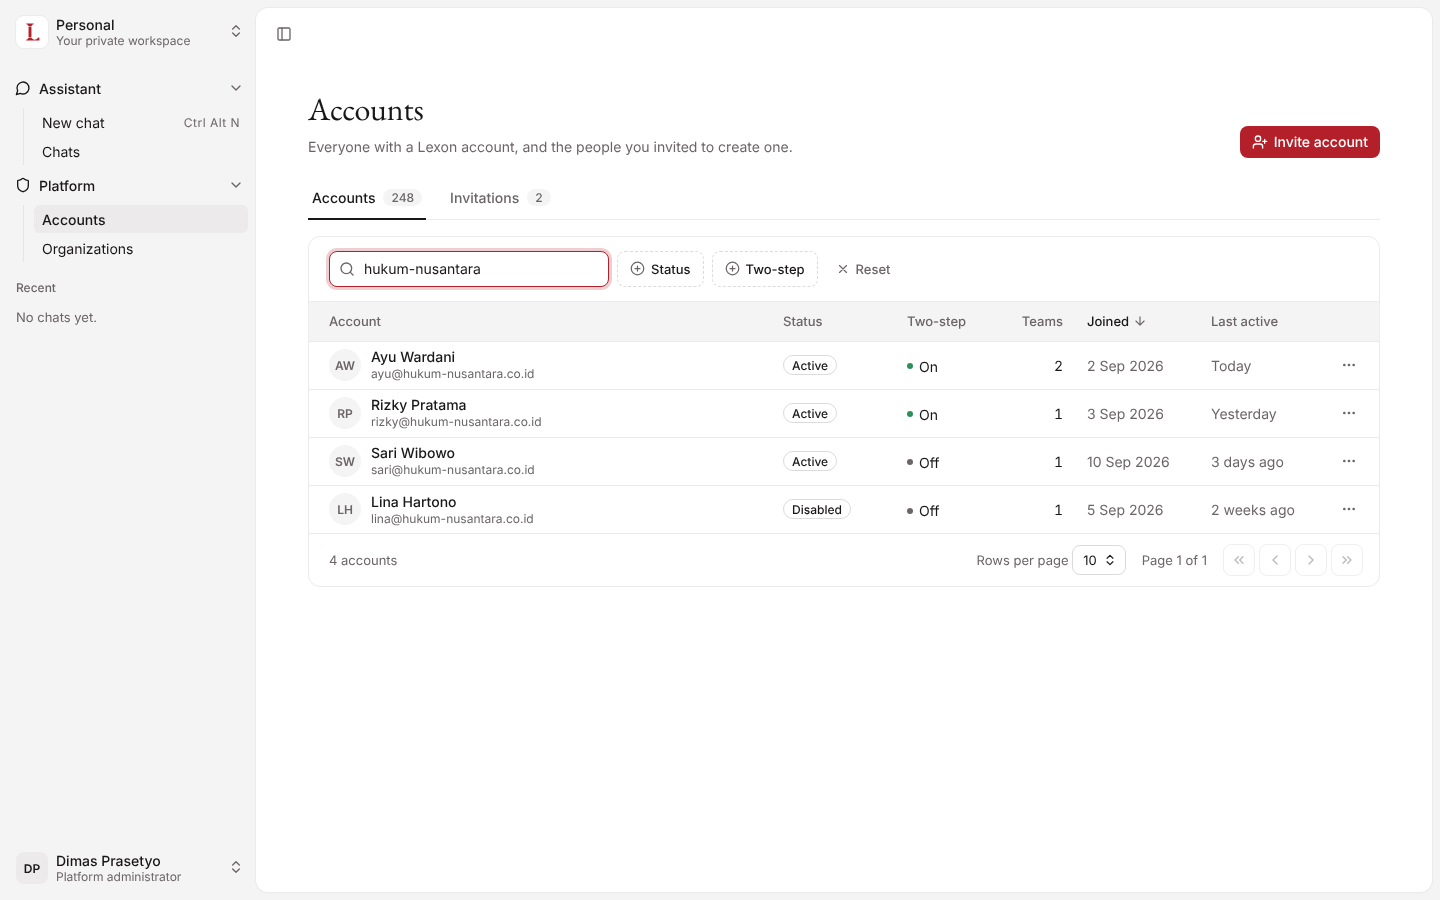 L
Personal
Your private workspace
Assistant
New chat Ctrl Alt N
Chats
Platform
Accounts
Organizations
Recent
No chats yet.
DP
Dimas Prasetyo
Platform administrator
Accounts
Everyone with a Lexon account, and the people you invited to create one.
Invite account
Accounts 248 Invitations 2
hukum-nusantara Status Two-step Reset
Account Status Two-step Teams Joined Last active
AW Ayu Wardani
ayu@hukum-nusantara.co.id Active On 2 2 Sep 2026 Today
RP Rizky Pratama
rizky@hukum-nusantara.co.id Active On 1 3 Sep 2026 Yesterday
SW Sari Wibowo
sari@hukum-nusantara.co.id Active Off 1 10 Sep 2026 3 days ago
LH Lina Hartono
lina@hukum-nusantara.co.id Disabled Off 1 5 Sep 2026 2 weeks ago
4 accounts Rows per page 10 Page 1 of 1